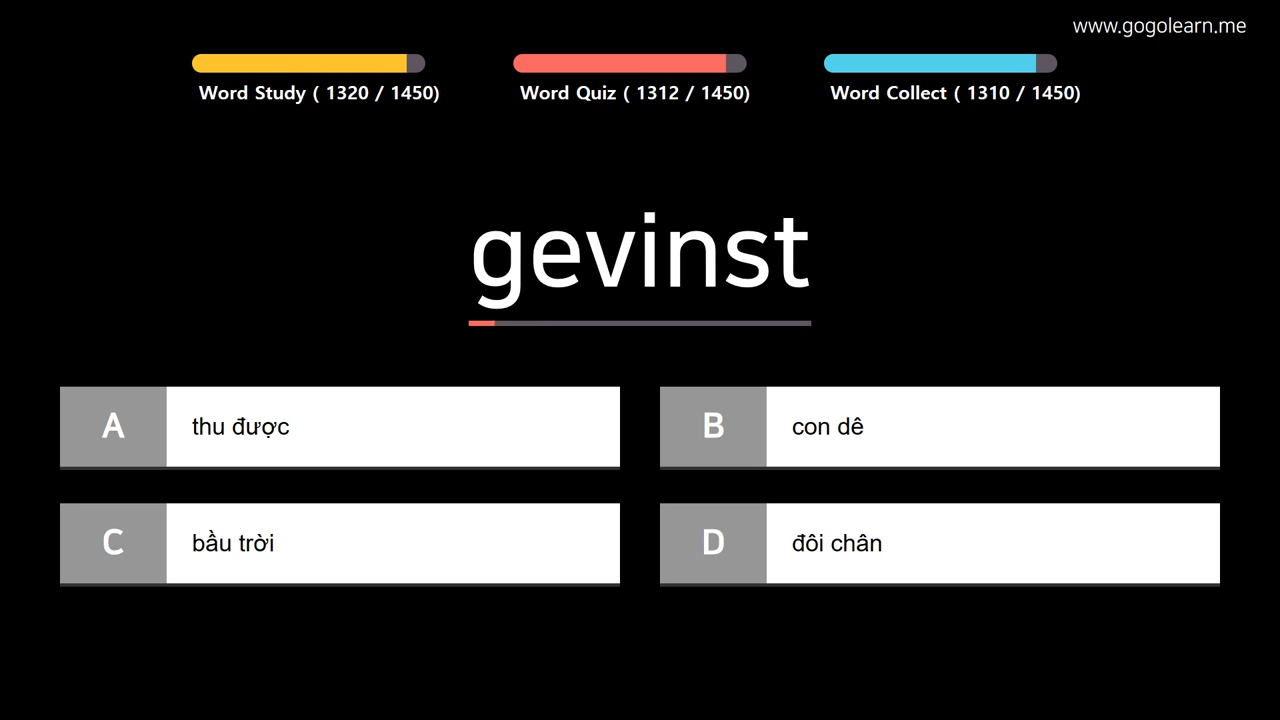 www.gogolearn.me
Word Study ( 1320 / 1450)
Word Quiz ( 1312 / 1450)
Word Collect ( 1310 / 1450)
gevinst
A thu được
B con dê
C bầu trời
D đôi chân